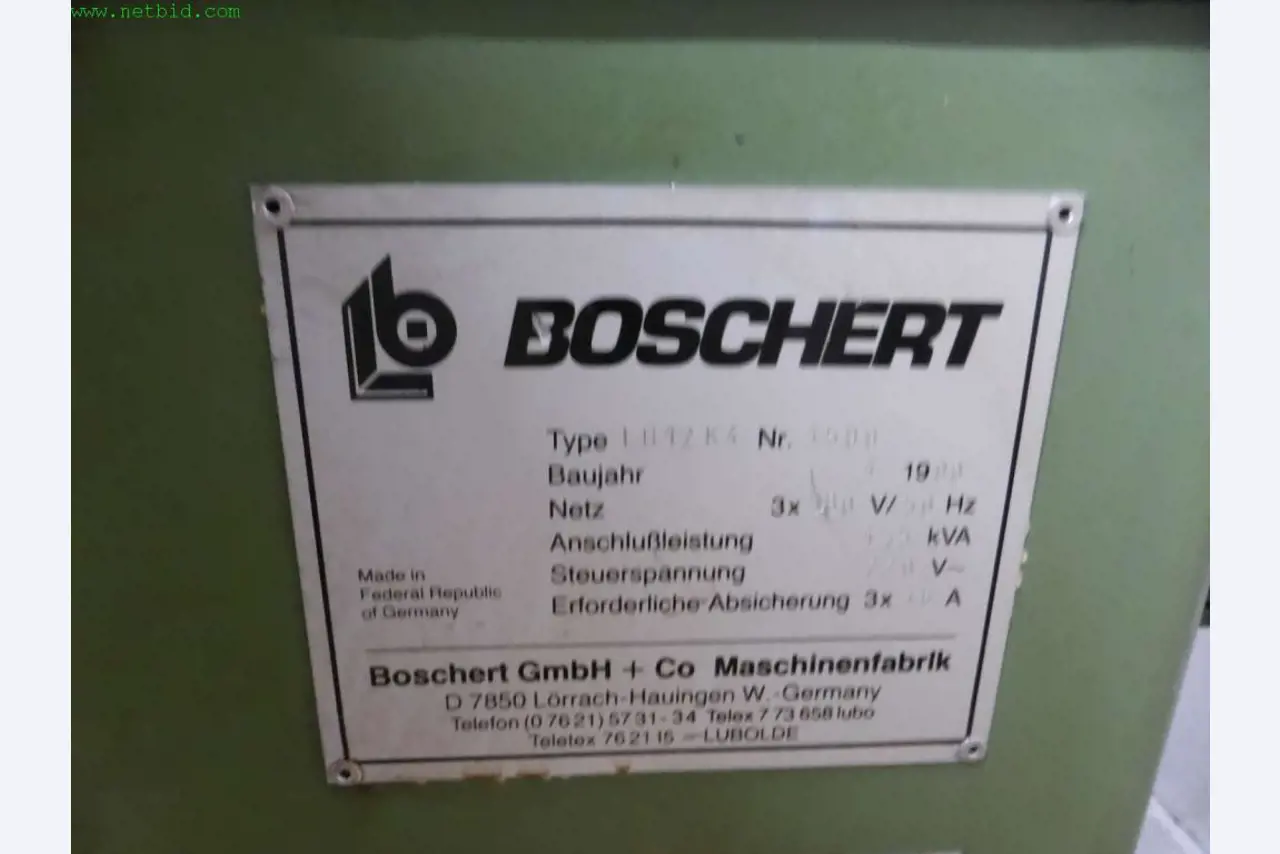 www.netbid.com
BOSCHERT
Type Nr.
Baujahr 19
Netz 3x V/ Hz
Anschlußleistung kVA
Steuerspannung V~
Erforderliche Absicherung 3x A
Made in
Federal Republic
of Germany
Boschert GmbH + Co Maschinenfabrik
D 7850 Lörrach-Hauingen W.-Germany
Telefon (0 76 21) 57 31 - 34 Telex 7 73 658 lubo
Teletex 76 21 15 – LUBOLDE